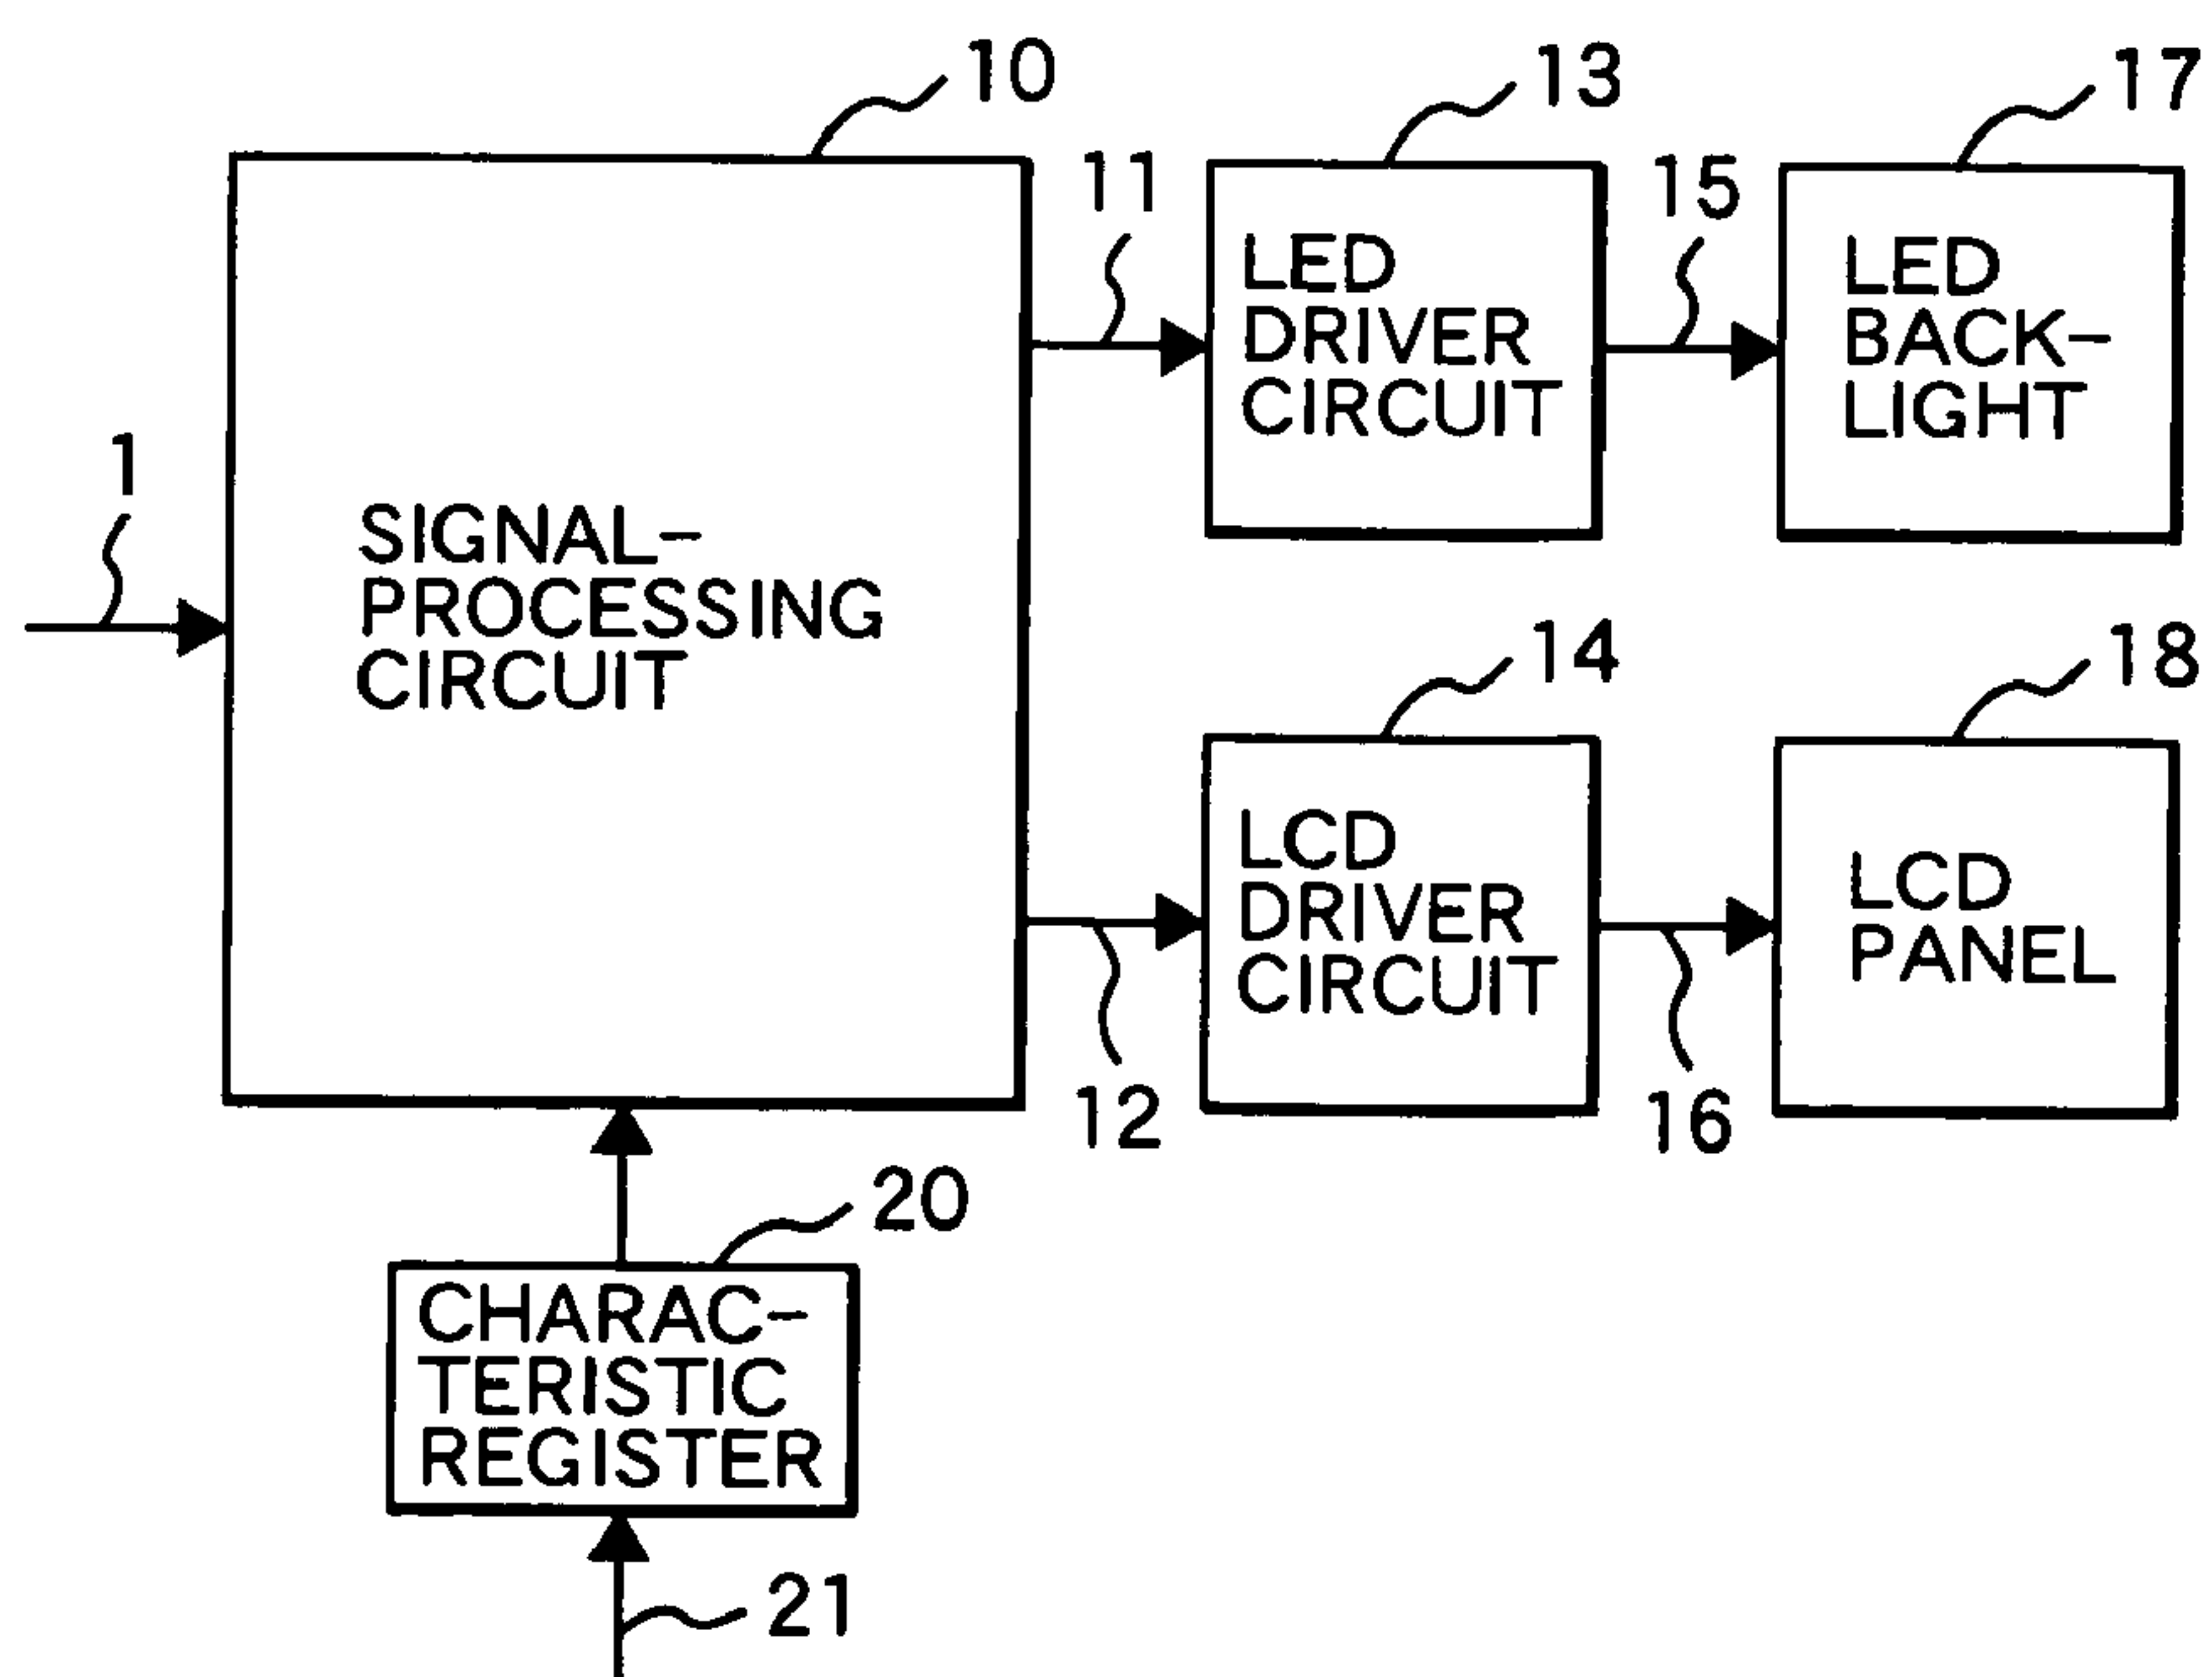 10
13
17
11
15
LED
DRIVER
CIRCUIT
LED
BACK-
LIGHT
1
SIGNAL-
PROCESSING
CIRCUIT
14
18
LCD
DRIVER
CIRCUIT
LCD
PANEL
12
16
20
CHARAC-
TERISTIC
REGISTER
21